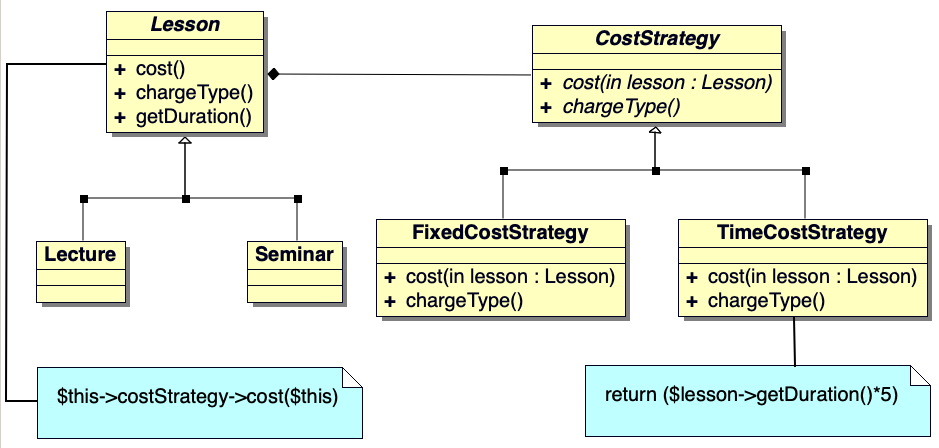 Lesson
+ cost()
+ chargeType()
+ getDuration()
CostStrategy
+ cost(in lesson : Lesson)
+ chargeType()
Lecture
Seminar
FixedCostStrategy
+ cost(in lesson : Lesson)
+ chargeType()
TimeCostStrategy
+ cost(in lesson : Lesson)
+ chargeType()
$this->costStrategy->cost($this)
return ($lesson->getDuration()*5)